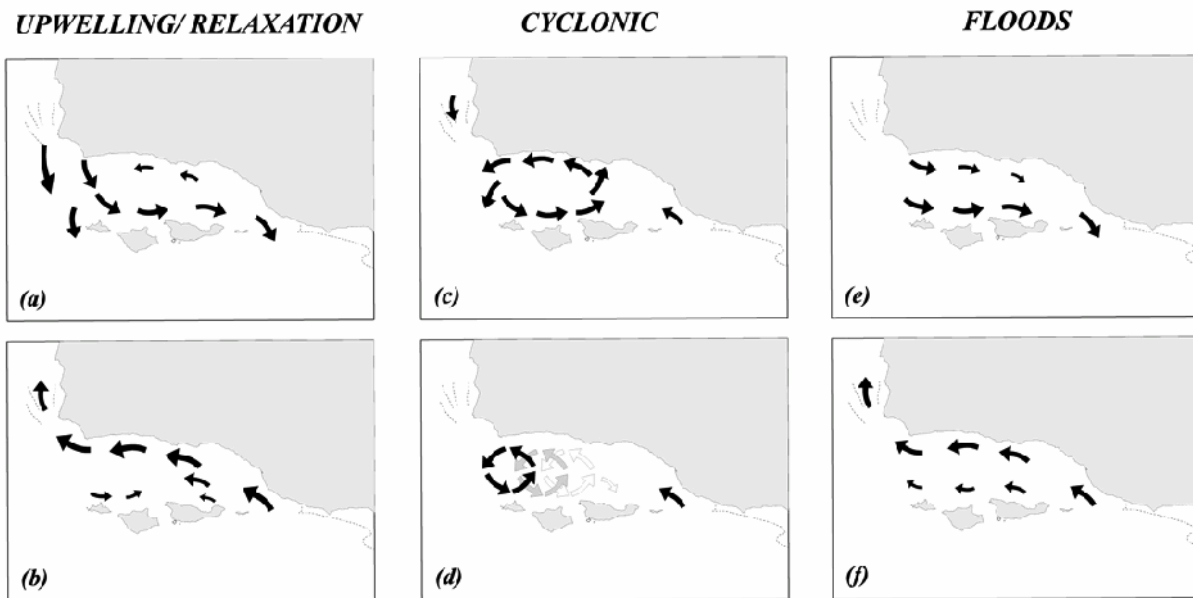 UPWELLING/ RELAXATION
CYCLONIC
FLOODS
(a)
(c)
(e)
(b)
(d)
(f)